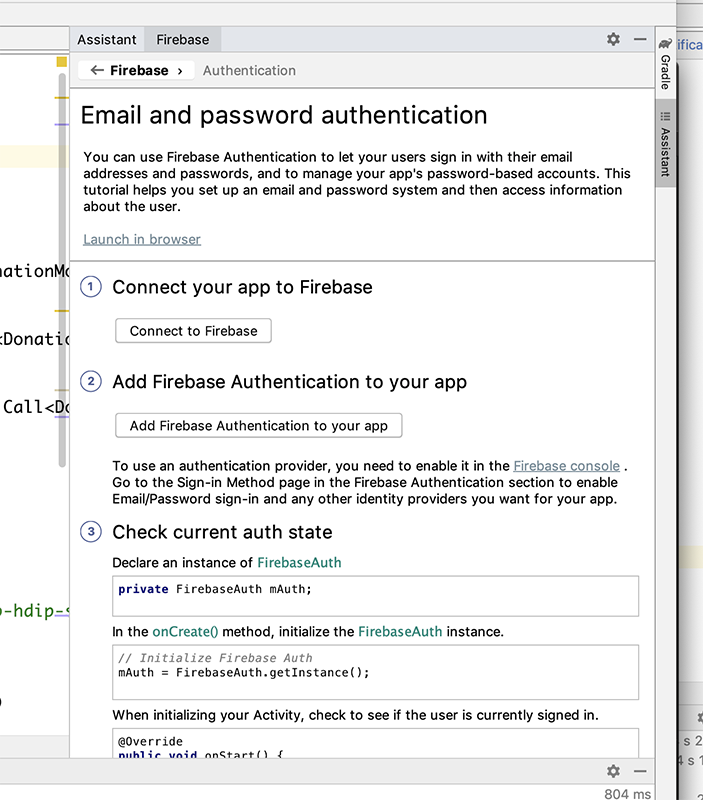 Assistant Firebase
← Firebase › Authentication
Email and password authentication
You can use Firebase Authentication to let your users sign in with their email
addresses and passwords, and to manage your app's password-based accounts. This
tutorial helps you set up an email and password system and then access information
about the user.
Launch in browser
1 Connect your app to Firebase
Connect to Firebase
2 Add Firebase Authentication to your app
Add Firebase Authentication to your app
To use an authentication provider, you need to enable it in the Firebase console .
Go to the Sign-in Method page in the Firebase Authentication section to enable
Email/Password sign-in and any other identity providers you want for your app.
3 Check current auth state
Declare an instance of FirebaseAuth
private FirebaseAuth mAuth;
In the onCreate() method, initialize the FirebaseAuth instance.
// Initialize Firebase Auth
mAuth = FirebaseAuth.getInstance();
When initializing your Activity, check to see if the user is currently signed in.
@Override
public void onStart() {
804 ms
Gradle
Assistant
Call<Do
-hdip-